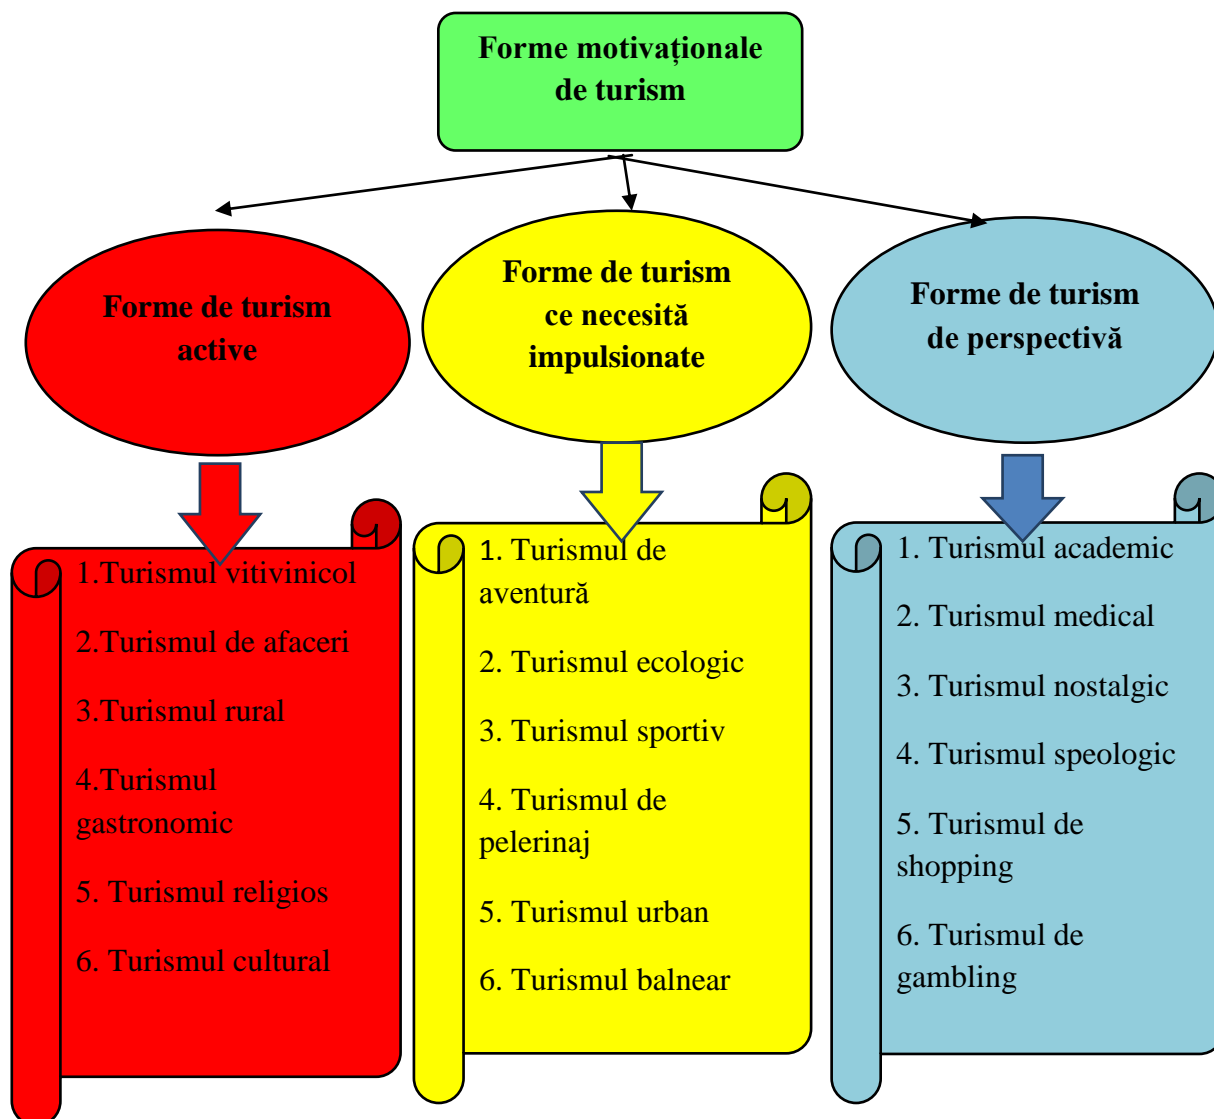 Forme motivaționale
de turism
Forme de turism
active
Forme de turism
ce necesită
impulsionate
Forme de turism
de perspectivă
1.Turismul vitivinicol
2.Turismul de afaceri
3.Turismul rural
4.Turismul
gastronomic
5. Turismul religios
6. Turismul cultural
1. Turismul de
aventură
2. Turismul ecologic
3. Turismul sportiv
4. Turismul de
pelerinaj
5. Turismul urban
6. Turismul balnear
1. Turismul academic
2. Turismul medical
3. Turismul nostalgic
4. Turismul speologic
5. Turismul de
shopping
6. Turismul de
gambling